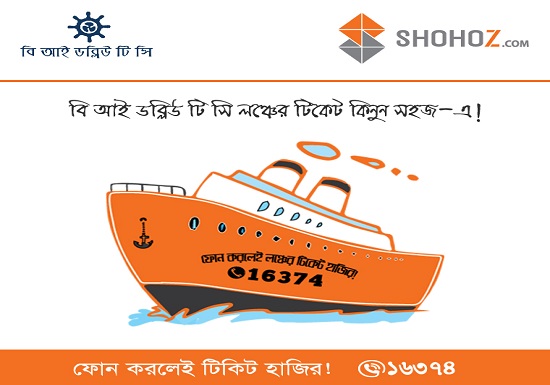 বি আই ডব্লিউ টি সি
SHOHOZ.COM
বি আই ডব্লিউ টি সি লঞ্চের টিকেট কিনুন সহজ-এ!
ফোন করলেই লঞ্চের টিকেট হাজির!
16374
ফোন করলেই টিকিট হাজির! ১৬৩৭৪